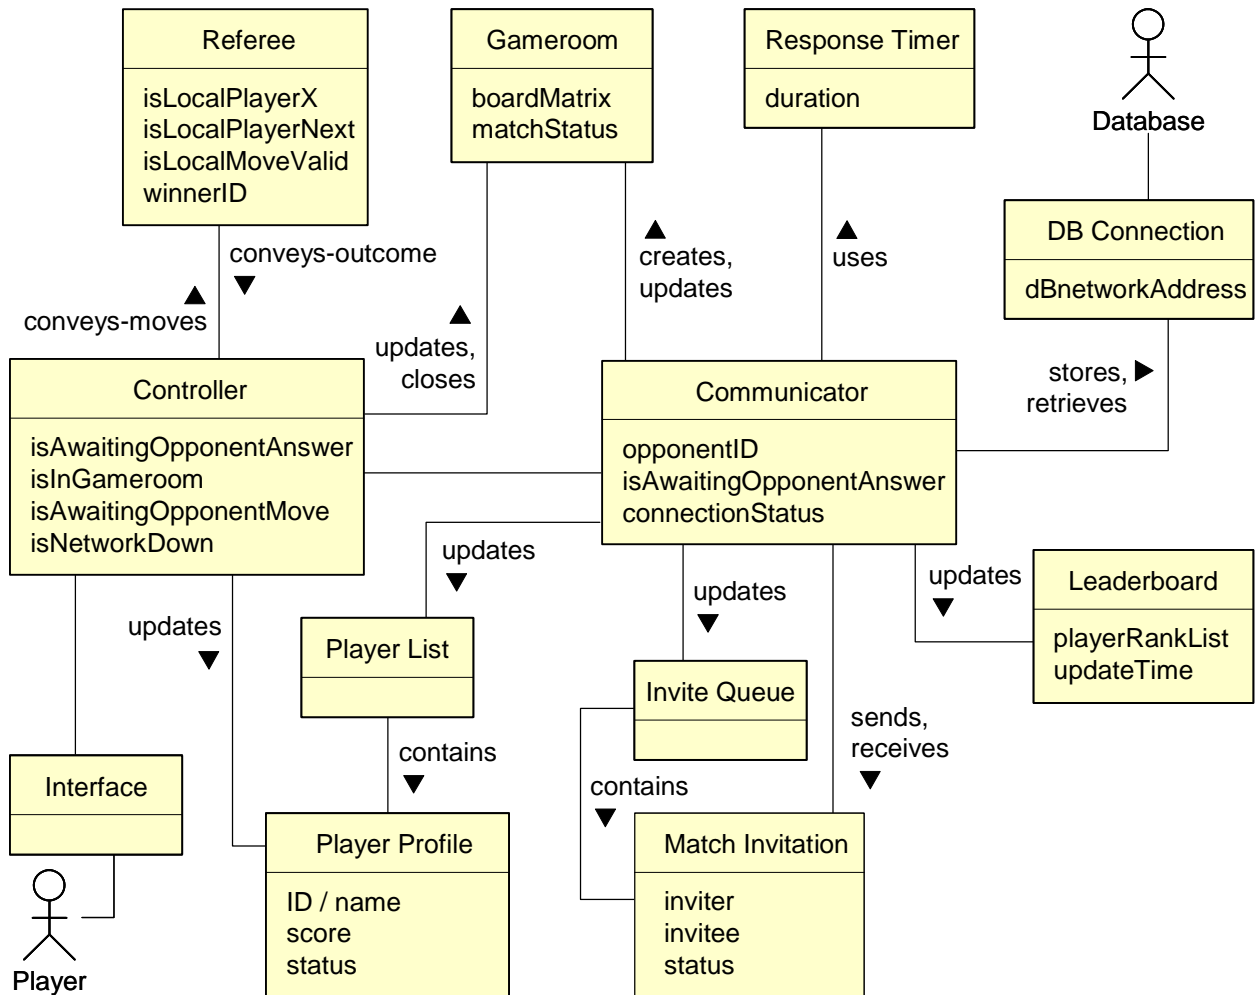 Referee
isLocalPlayerX
isLocalPlayerNext
isLocalMoveValid
winnerID
Gameroom
boardMatrix
matchStatus
Response Timer
duration
Database
DB Connection
dBnetworkAddress
conveys-outcome
conveys-moves
updates,
closes
creates,
updates
uses
stores,
retrieves
Controller
isAwaitingOpponentAnswer
isInGameroom
isAwaitingOpponentMove
isNetworkDown
Communicator
opponentID
isAwaitingOpponentAnswer
connectionStatus
updates
updates
updates
updates
Leaderboard
playerRankList
updateTime
Player List
Invite Queue
contains
contains
sends,
receives
Interface
Player
Player Profile
ID / name
score
status
Match Invitation
inviter
invitee
status